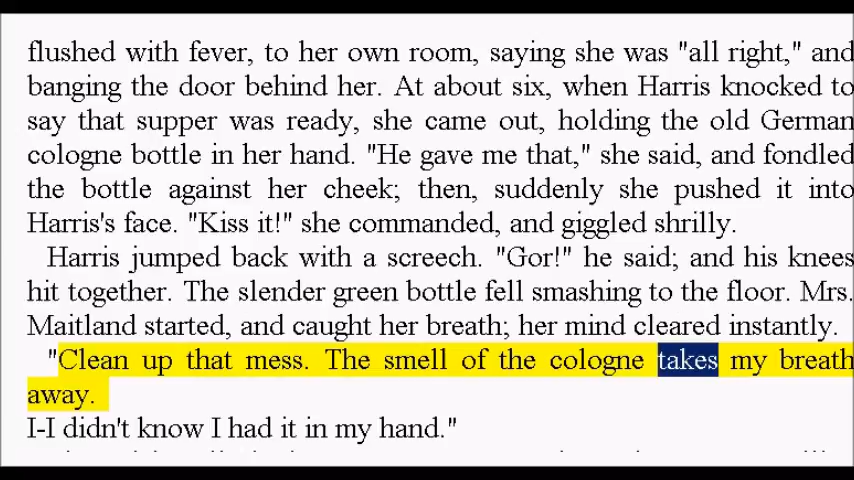 flushed with fever, to her own room, saying she was "all right," and
banging the door behind her. At about six, when Harris knocked to
say that supper was ready, she came out, holding the old German
cologne bottle in her hand. "He gave me that," she said, and fondled
the bottle against her cheek; then, suddenly she pushed it into
Harris's face. "Kiss it!" she commanded, and giggled shrilly.
Harris jumped back with a screech. "Gor!" he said; and his knees
hit together. The slender green bottle fell smashing to the floor. Mrs.
Maitland started, and caught her breath; her mind cleared instantly.
"Clean up that mess. The smell of the cologne takes my breath
away.
I-I didn't know I had it in my hand."